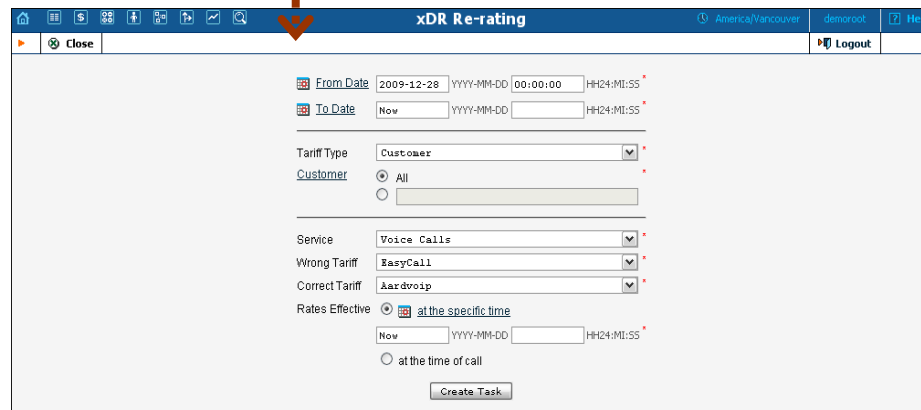 xDR Re-rating
America/Vancouver
demoroot
? He
Close
Logout
From Date 2009-12-28 YYYY-MM-DD 00:00:00 HH24:MI:SS *
To Date Now YYYY-MM-DD HH24:MI:SS *
Tariff Type Customer *
Customer All *
Service Voice Calls *
Wrong Tariff EasyCall *
Correct Tariff Aardvoip *
Rates Effective at the specific time
Now YYYY-MM-DD HH24:MI:SS *
at the time of call
Create Task